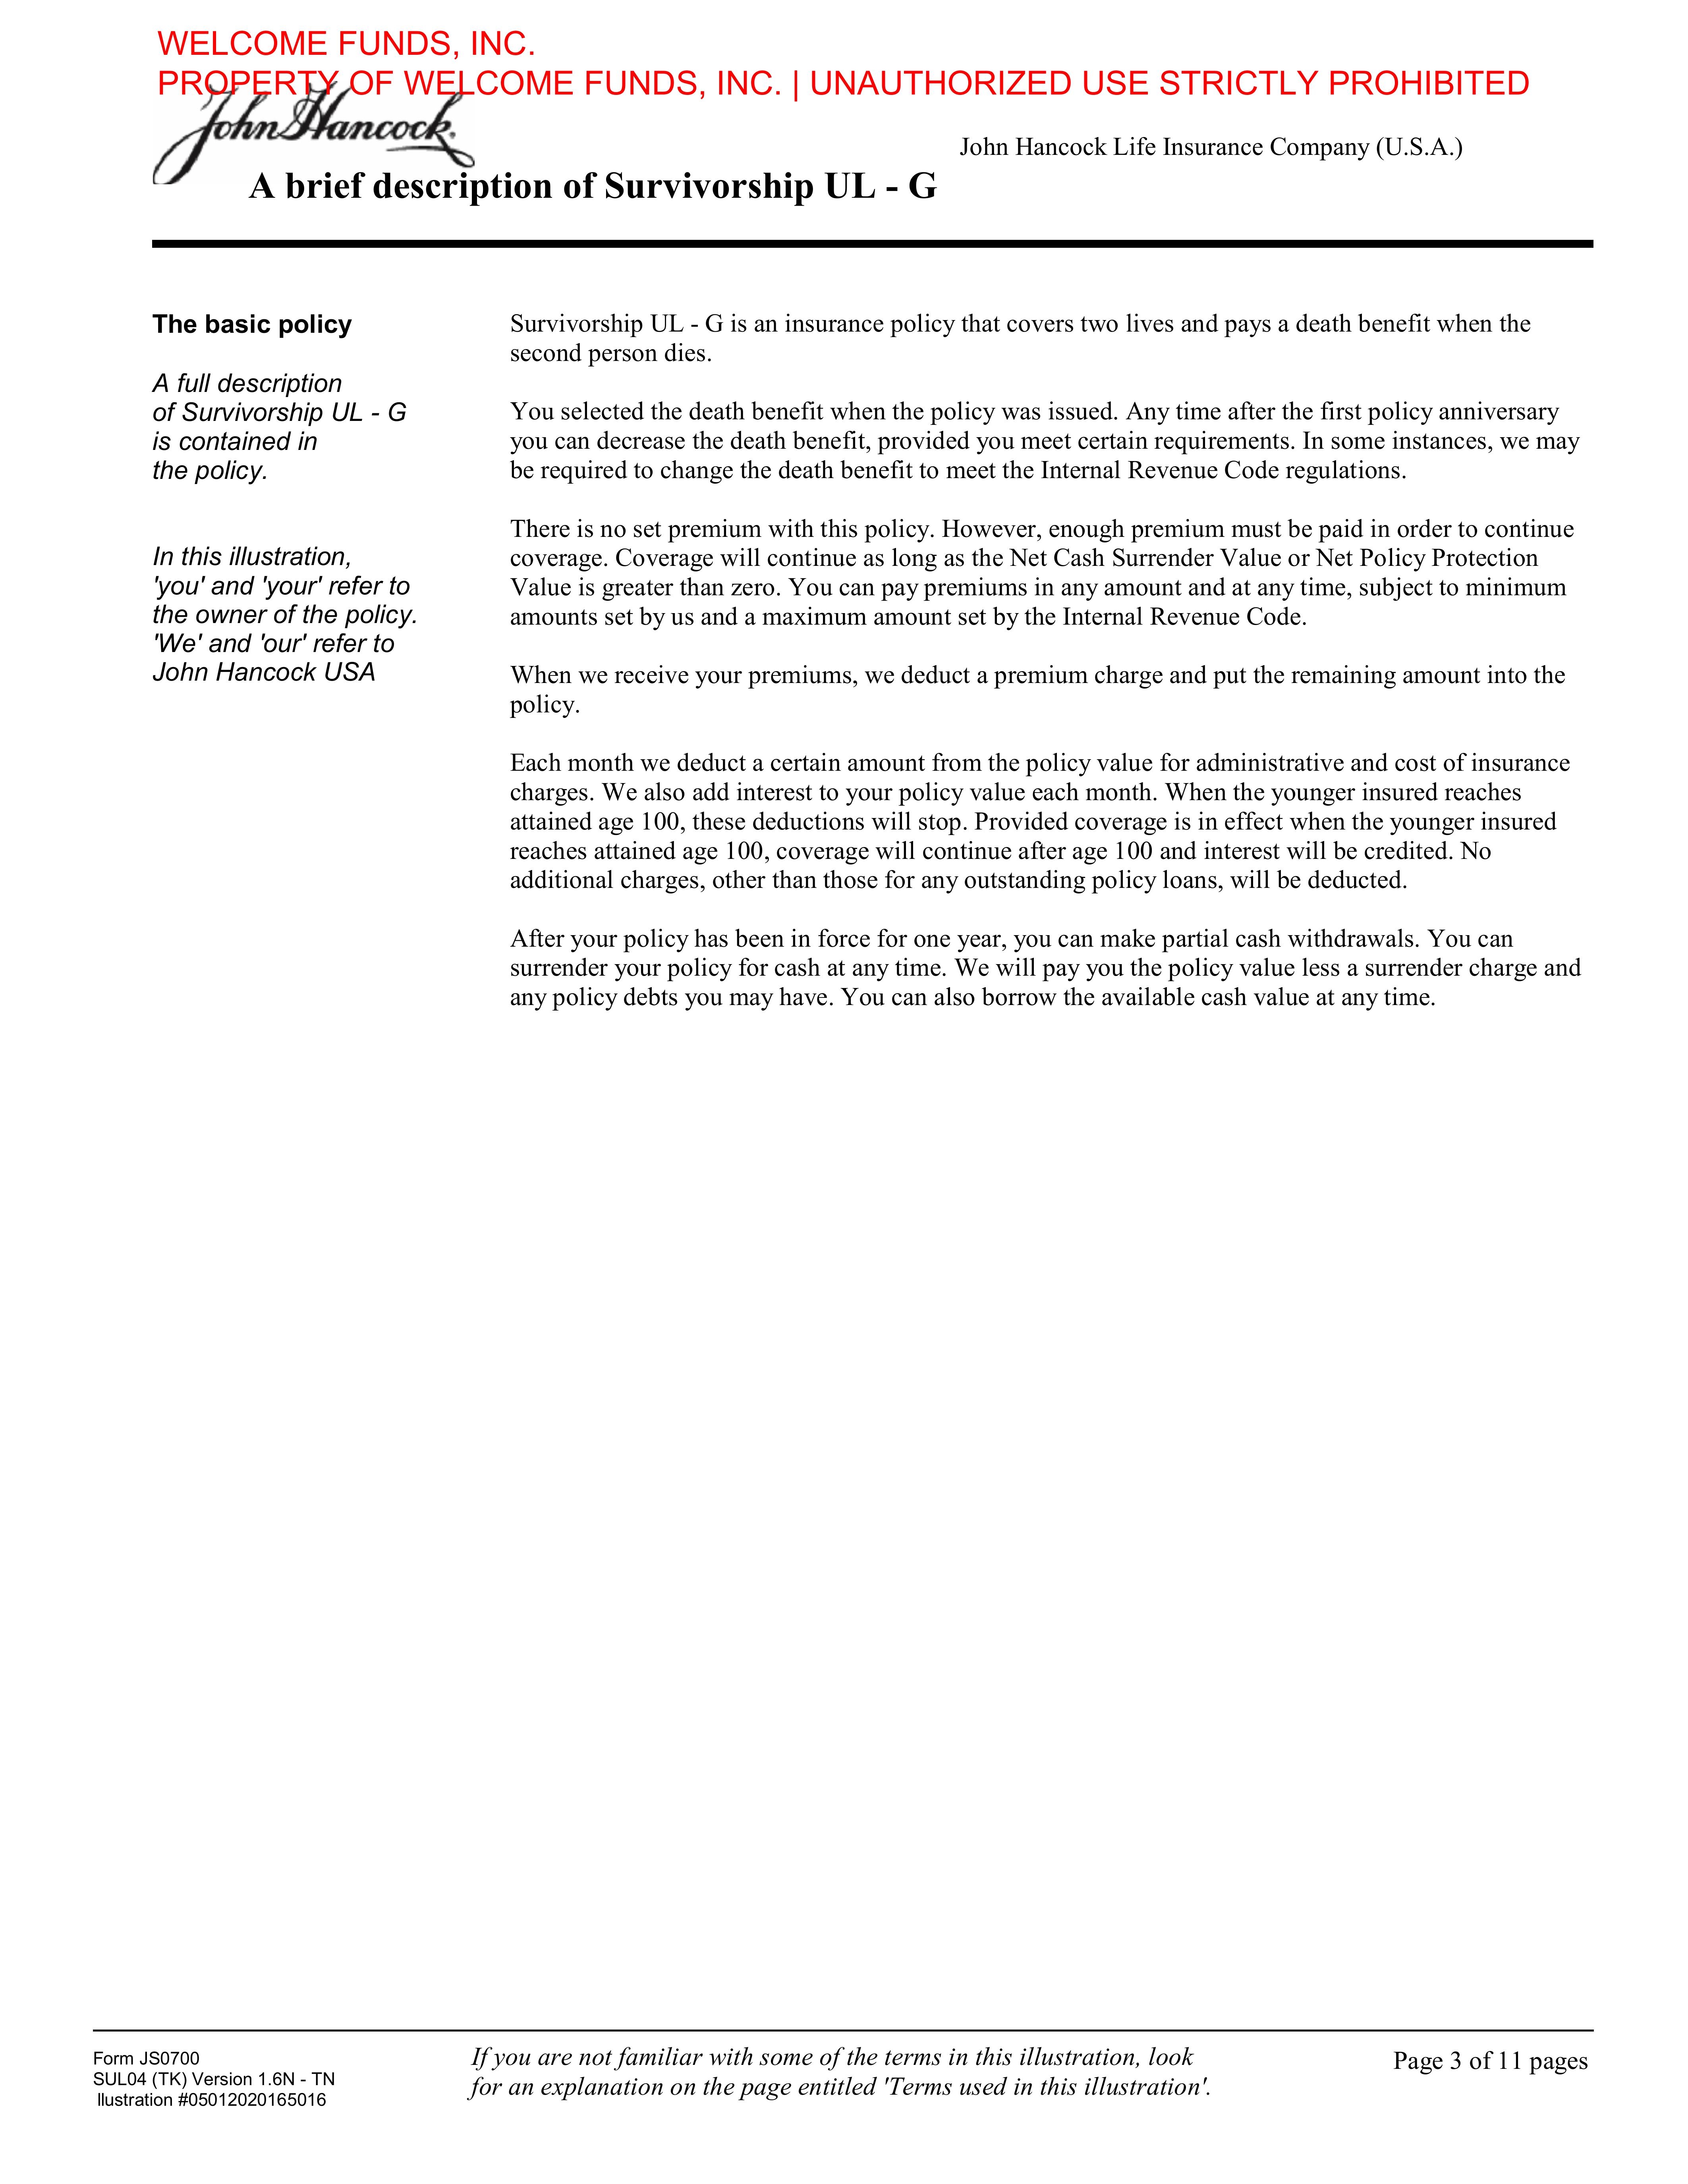 WELCOME FUNDS, INC.
PROPERTY OF WELCOME FUNDS, INC. | UNAUTHORIZED USE STRICTLY PROHIBITED
John Hancock.
John Hancock Life Insurance Company (U.S.A.)
A brief description of Survivorship UL - G
The basic policy
A full description
of Survivorship UL - G
is contained in
the policy.
In this illustration,
'you' and 'your' refer to
the owner of the policy.
'We' and 'our' refer to
John Hancock USA
Survivorship UL - G is an insurance policy that covers two lives and pays a death benefit when the
second person dies.
You selected the death benefit when the policy was issued. Any time after the first policy anniversary
you can decrease the death benefit, provided you meet certain requirements. In some instances, we may
be required to change the death benefit to meet the Internal Revenue Code regulations.
There is no set premium with this policy. However, enough premium must be paid in order to continue
coverage. Coverage will continue as long as the Net Cash Surrender Value or Net Policy Protection
Value is greater than zero. You can pay premiums in any amount and at any time, subject to minimum
amounts set by us and a maximum amount set by the Internal Revenue Code.
When we receive your premiums, we deduct a premium charge and put the remaining amount into the
policy.
Each month we deduct a certain amount from the policy value for administrative and cost of insurance
charges. We also add interest to your policy value each month. When the younger insured reaches
attained age 100, these deductions will stop. Provided coverage is in effect when the younger insured
reaches attained age 100, coverage will continue after age 100 and interest will be credited. No
additional charges, other than those for any outstanding policy loans, will be deducted.
After your policy has been in force for one year, you can make partial cash withdrawals. You can
surrender your policy for cash at any time. We will pay you the policy value less a surrender charge and
any policy debts you may have. You can also borrow the available cash value at any time.
Form JS0700
SUL04 (TK) Version 1.6N - TN
llustration #05012020165016
If you are not familiar with some of the terms in this illustration, look
for an explanation on the page entitled 'Terms used in this illustration'.
Page 3 of 11 pages